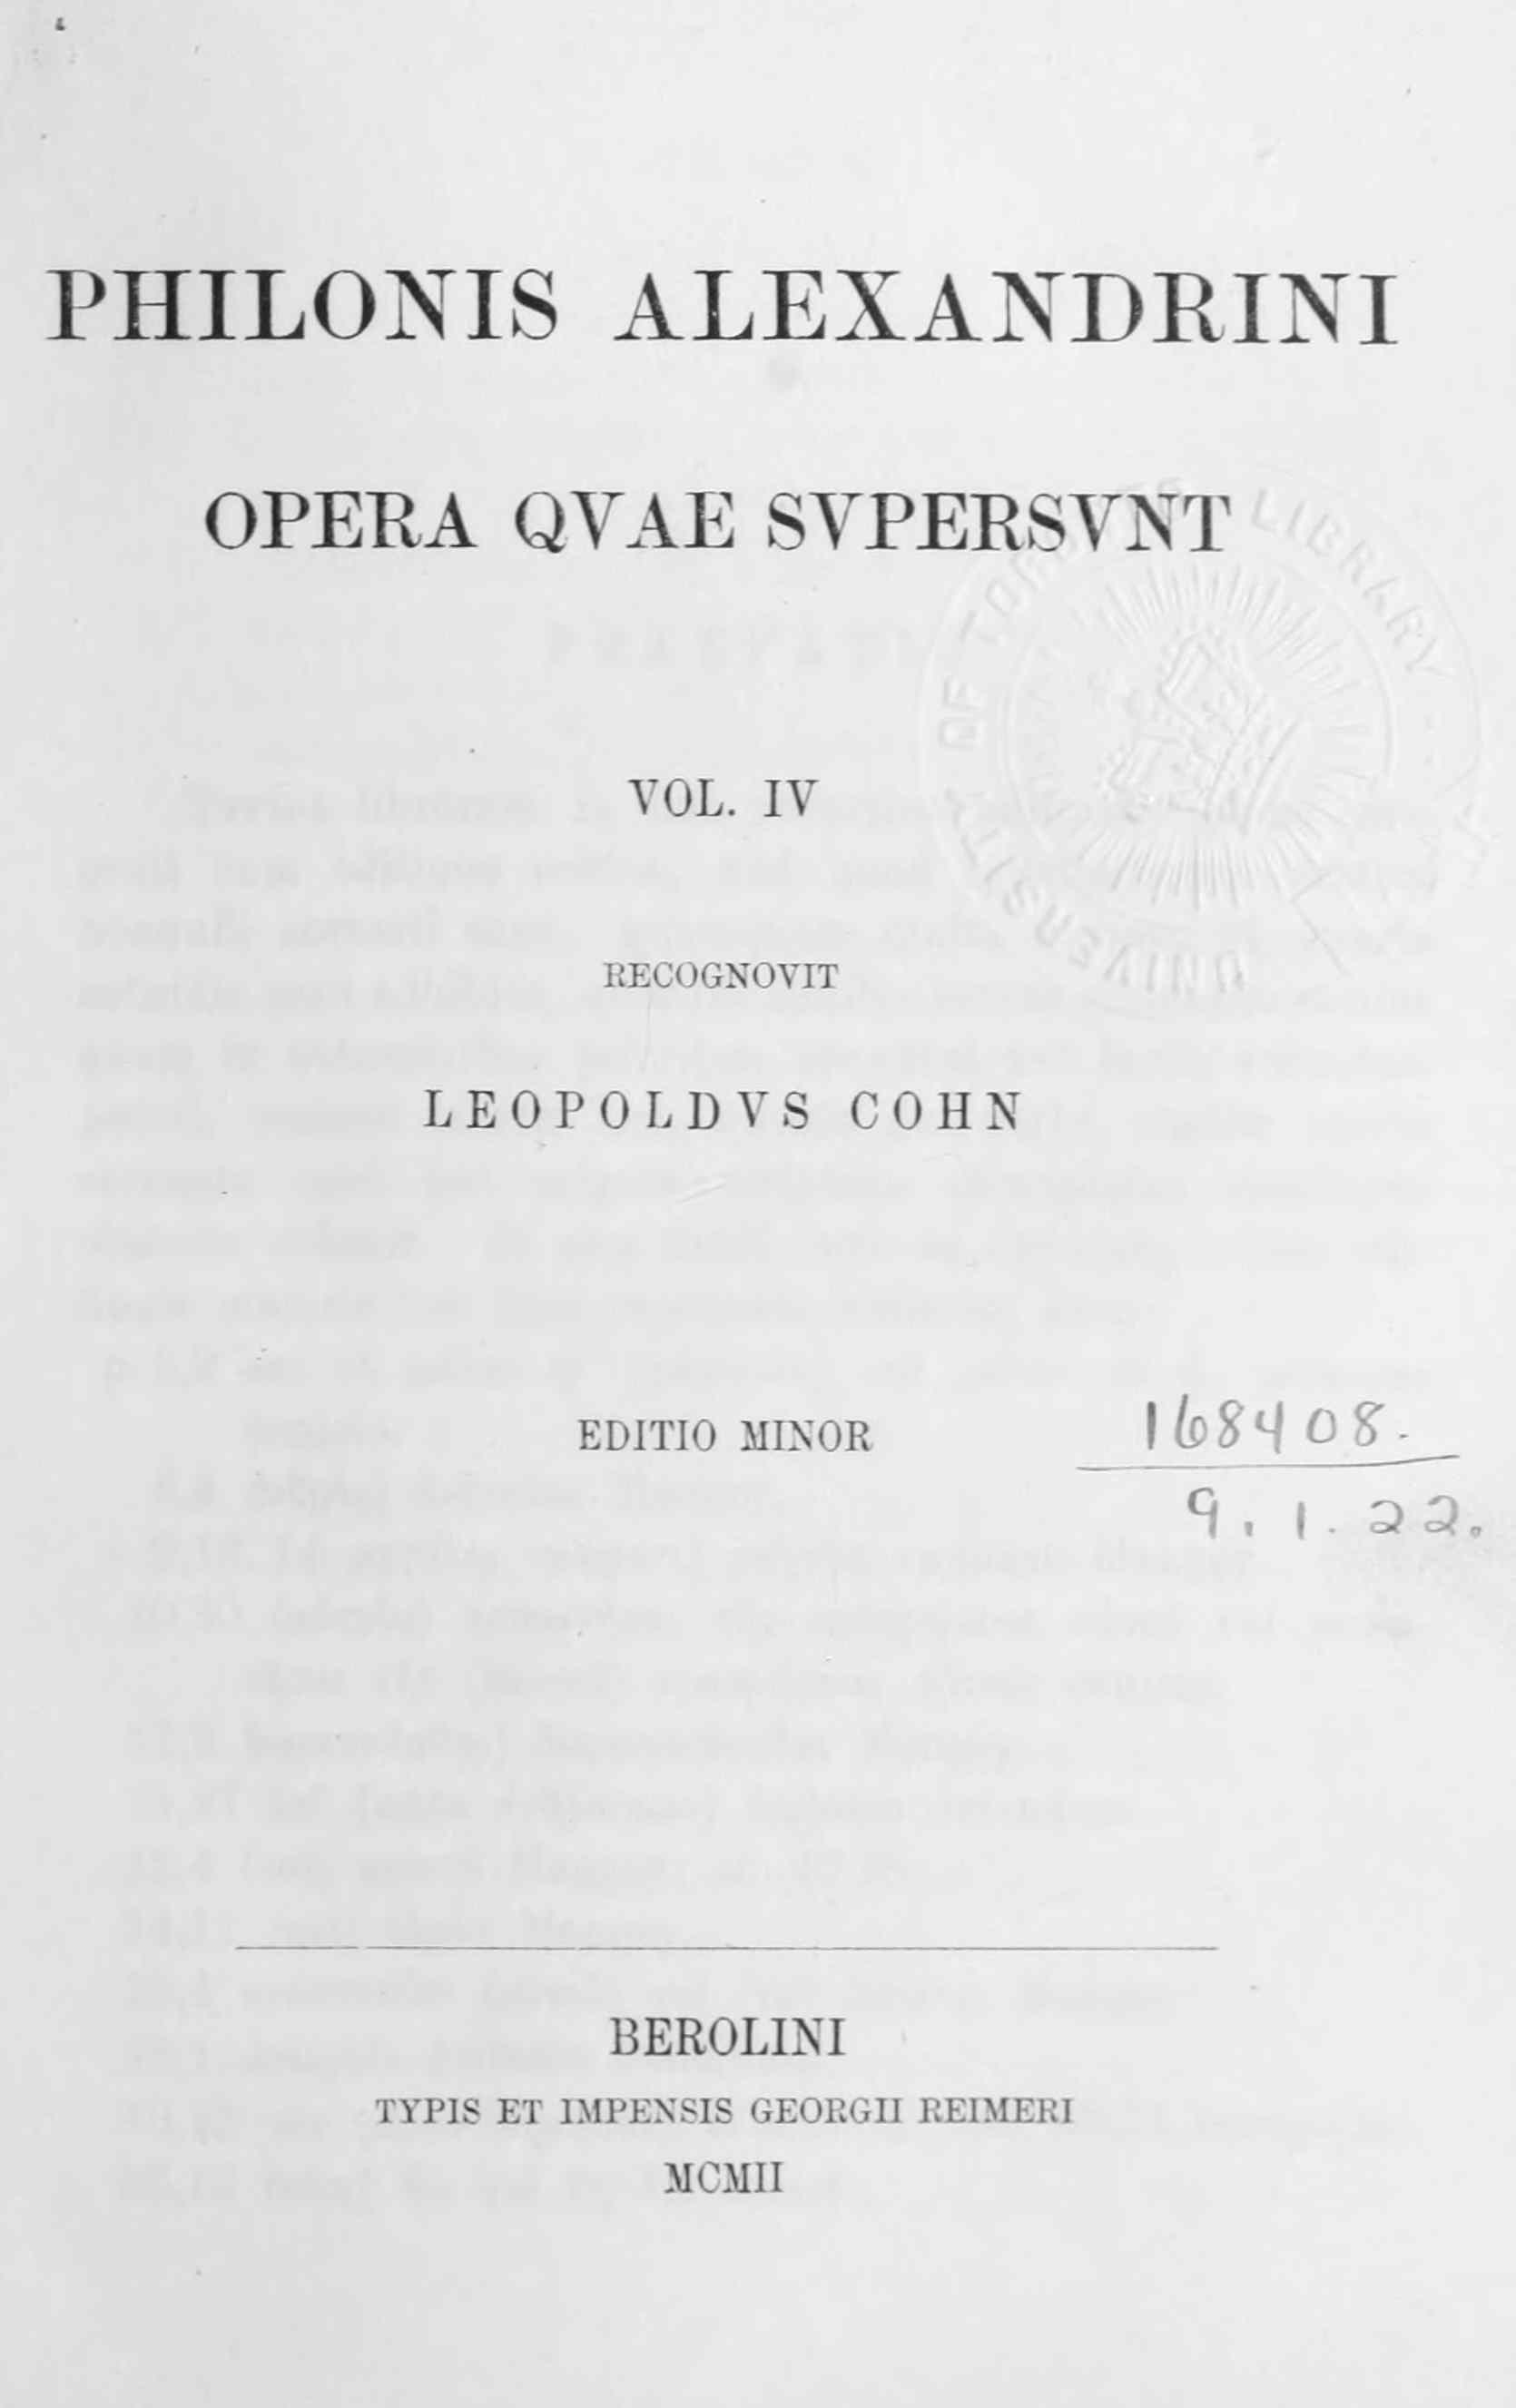 PHILONIS ALEXANDRINI
OPERA QVAE SVPERSVNT
UNIVERSITY OF TORONTO LIBRARY
VOL. IV
RECOGNOVIT
LEOPOLDVS COHN
EDITIO MINOR
168408.
9.1.22.
BEROLINI
TYPIS ET IMPENSIS GEORGII REIMERI
MCMII